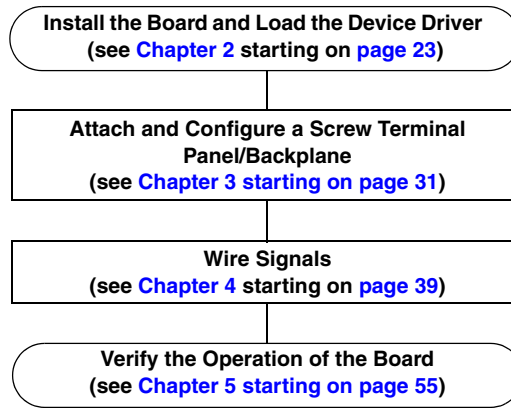 Install the Board and Load the Device Driver
(see Chapter 2 starting on page 23)
Attach and Configure a Screw Terminal
Panel/Backplane
(see Chapter 3 starting on page 31)
Wire Signals
(see Chapter 4 starting on page 39)
Verify the Operation of the Board
(see Chapter 5 starting on page 55)